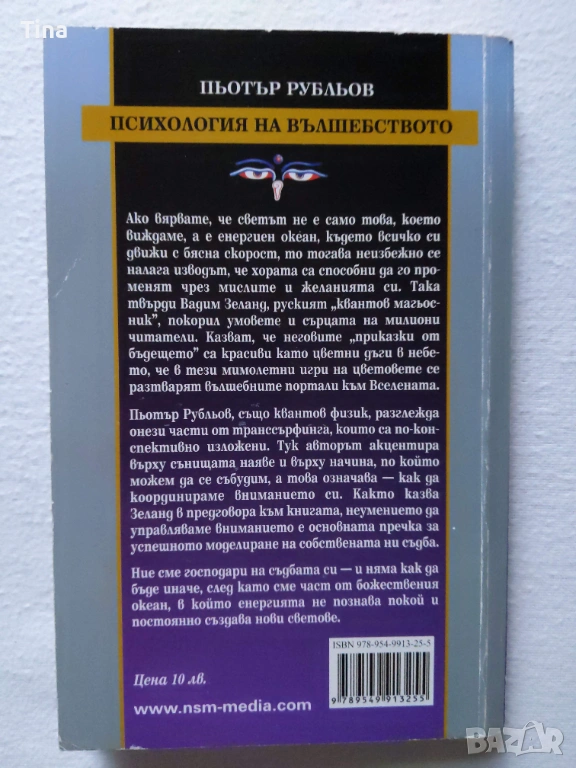 Tina
ПЬОТЪР РУБЛЬОВ
ПСИХОЛОГИЯ НА ВЪЛШЕБСТВОТО
Ако вярвате, че светът не е само това, което
виждаме, а е енергиен океан, където всичко си
движи с бясна скорост, то тогава неизбежно се
налага изводът, че хората са способни да го про-
менят чрез мислите и желанията си. Така
твърди Вадим Зеланд, руският „квантов магьос-
ник", покорил умовете и сърцата на милиони
читатели. Казват, че неговите „приказки от
бъдещето" са красиви като цветни дъги в небе-
то, че в тези мимолетни игри на цветовете се
разтварят вълшебните портали към Вселената.
Пьотър Рубльов, също квантов физик, разглежда
онези части от транссърфинга, които са по-кон-
спективно изложени. Тук авторът акцентира
върху сънищата наяве и върху начина, по който
можем да се събудим, а това означава — как да
координираме вниманието си. Както казва
Зеланд в предговора към книгата, неумението да
управляваме вниманието е основната пречка за
успешното моделиране на собствената ни съдба.
Ние сме господари на съдбата си — и няма как да
бъде иначе, след като сме част от божествения
океан, в който енергията не познава покой и
постоянно създава нови светове.
ISBN 978-954-9913-25-5
Цена 10 лв.
9 789549 913255
www.nsm-media.com
BAZAR